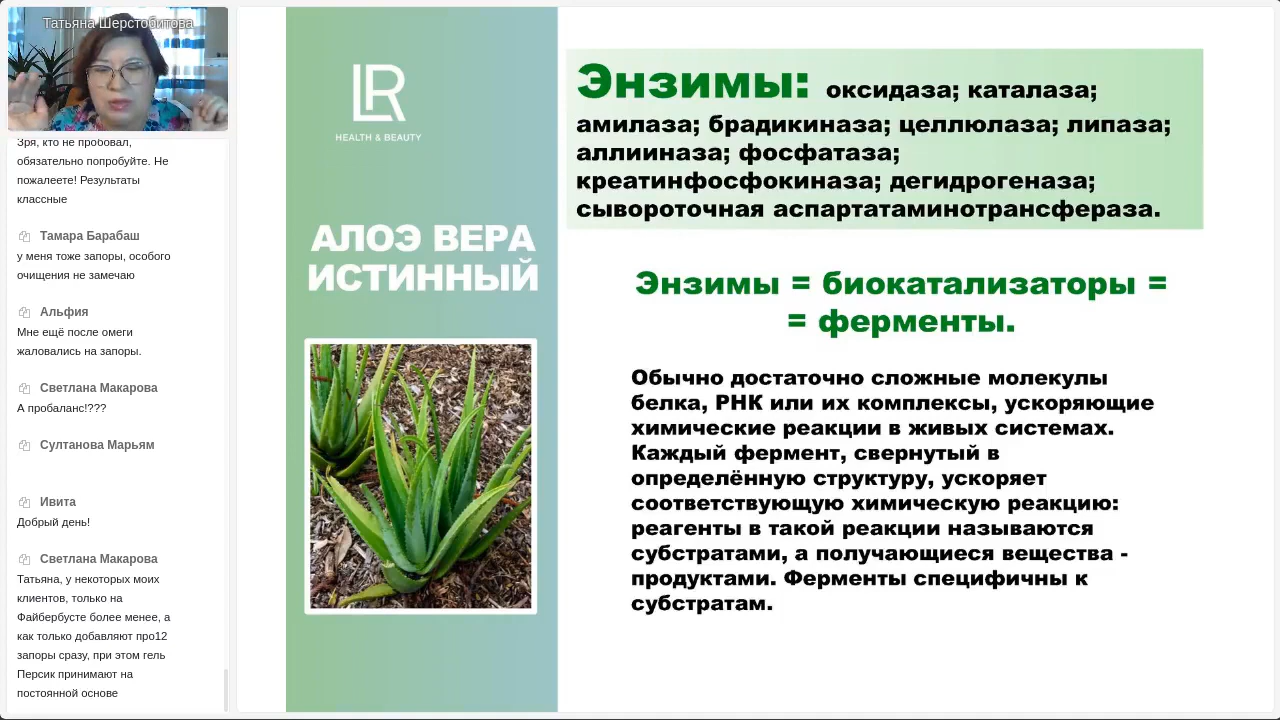 Татьяна Шерстобитова
Зря, кто не пробовал,
обязательно попробуйте. Не
пожалеете! Результаты
классные
Тамара Барабаш
у меня тоже запоры, особого
очищения не замечаю
Альфия
Мне ещё после омеги
жаловались на запоры.
Светлана Макарова
А пробаланс!???
Султанова Марьям
Ивита
Добрый день!
Светлана Макарова
Татьяна, у некоторых моих
клиентов, только на
Файбербусте более менее, а
как только добавляют про12
запоры сразу, при этом гель
Персик принимают на
постоянной основе
LR
HEALTH & BEAUTY
АЛОЭ ВЕРА
ИСТИННЫЙ
Энзимы: оксидаза; каталаза;
амилаза; брадикиназа; целлюлаза; липаза;
аллииназа; фосфатаза;
креатинфосфокиназа; дегидрогеназа;
сывороточная аспартатаминотрансфераза.
Энзимы = биокатализаторы =
= ферменты.
Обычно достаточно сложные молекулы
белка, РНК или их комплексы, ускоряющие
химические реакции в живых системах.
Каждый фермент, свернутый в
определённую структуру, ускоряет
соответствующую химическую реакцию:
реагенты в такой реакции называются
субстратами, а получающиеся вещества -
продуктами. Ферменты специфичны к
субстратам.